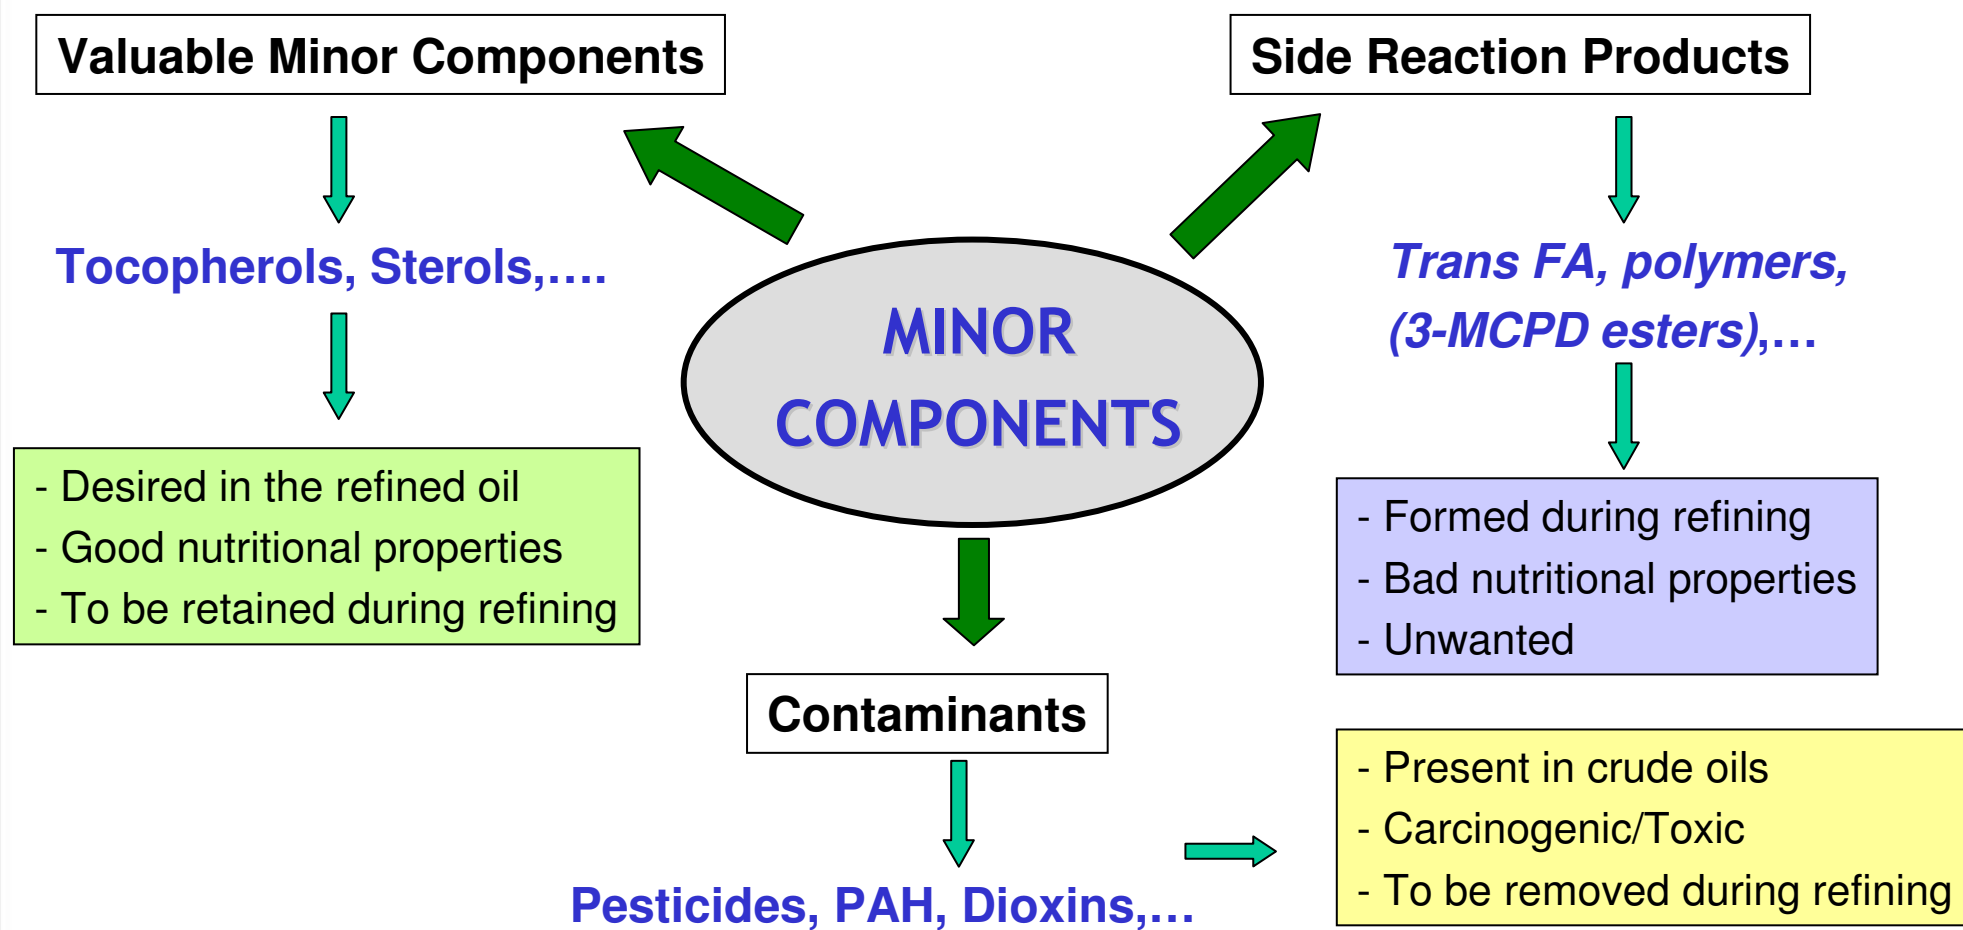 Valuable Minor Components
Side Reaction Products
Tocopherols, Sterols,....
Trans FA, polymers,
(3-MCPD esters),...
MINOR
COMPONENTS
- Desired in the refined oil
- Good nutritional properties
- To be retained during refining
- Formed during refining
- Bad nutritional properties
- Unwanted
Contaminants
Pesticides, PAH, Dioxins,...
- Present in crude oils
- Carcinogenic/Toxic
- To be removed during refining